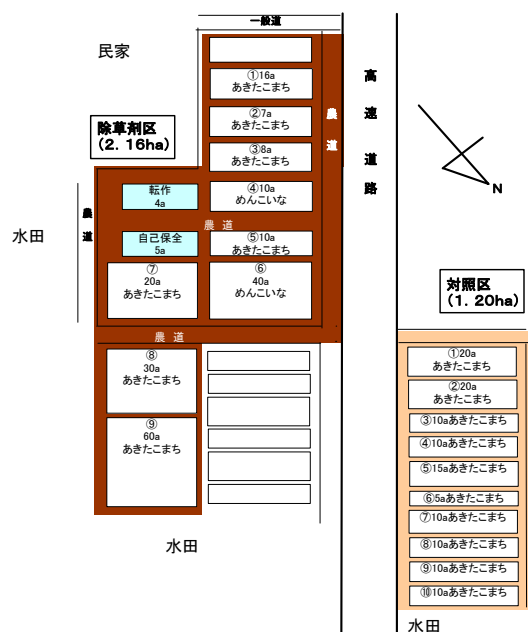 一般道
民家
高速道路
農道
①16a
あきたこまち
②7a
あきたこまち
③8a
あきたこまち
除草剤区
(2.16ha)
④10a
めんこいな
転作
4a
農道
農道
水田
自己保全
5a
⑤10a
あきたこまち
⑦
20a
あきたこまち
⑥
40a
めんこいな
農道
⑧
30a
あきたこまち
⑨
60a
あきたこまち
水田
N
対照区
(1.20ha)
①20a
あきたこまち
②20a
あきたこまち
③10aあきたこまち
④10aあきたこまち
⑤15aあきたこまち
⑥5aあきたこまち
⑦10aあきたこまち
⑧10aあきたこまち
⑨10aあきたこまち
⑩10aあきたこまち
水田